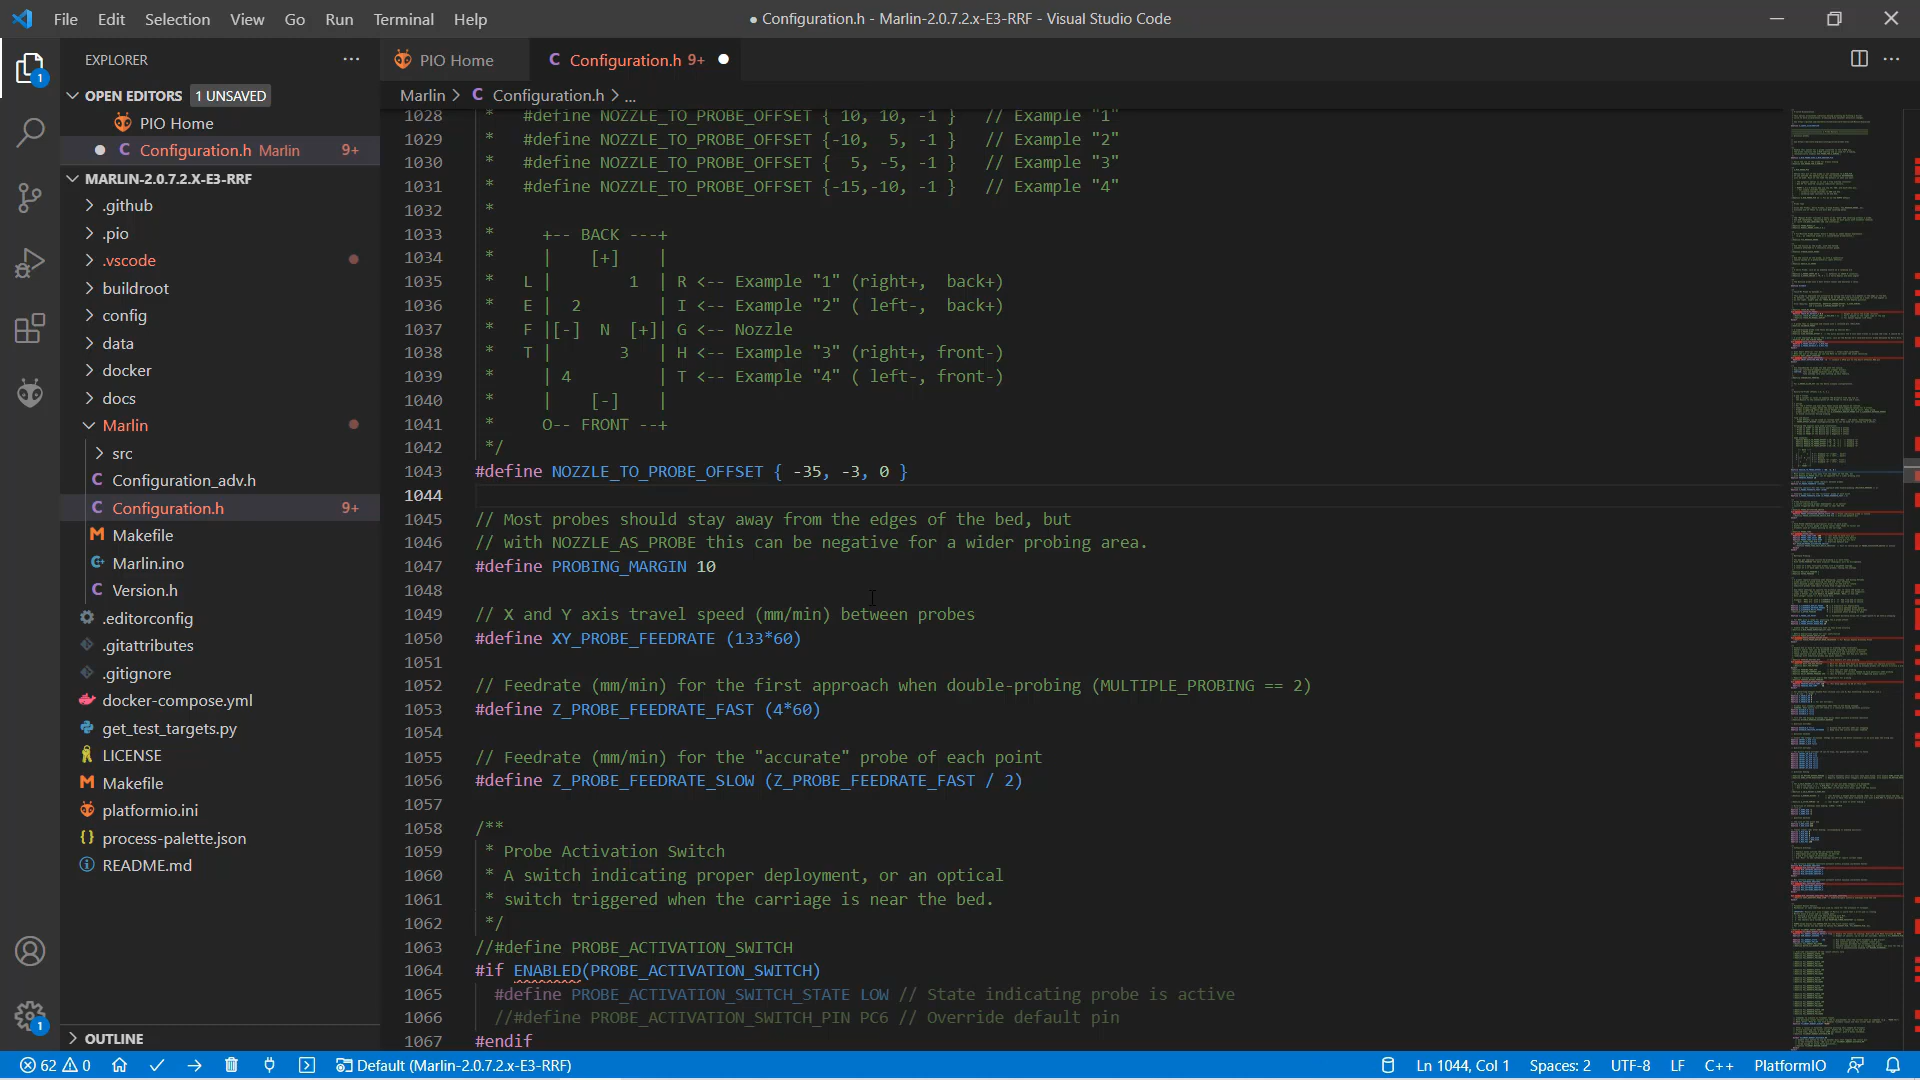 File Edit Selection View Go Run Terminal Help
● Configuration.h - Marlin-2.0.7.2.x-E3-RRF - Visual Studio Code
EXPLORER
OPEN EDITORS 1 UNSAVED
PIO Home
Configuration.h Marlin 9+
MARLIN-2.0.7.2.X-E3-RRF
.github
.pio
.vscode
buildroot
config
data
docker
docs
Marlin
src
Configuration_adv.h
Configuration.h 9+
Makefile
Marlin.ino
Version.h
.editorconfig
.gitattributes
.gitignore
docker-compose.yml
get_test_targets.py
LICENSE
Makefile
platformio.ini
process-palette.json
README.md
OUTLINE
1
1
PIO Home
Configuration.h 9+
Marlin > C Configuration.h > ...
1028 *   #define NOZZLE_TO_PROBE_OFFSET { 10, 10, -1 }   // Example "1"
1029 *   #define NOZZLE_TO_PROBE_OFFSET {-10,  5, -1 }   // Example "2"
1030 *   #define NOZZLE_TO_PROBE_OFFSET {  5, -5, -1 }   // Example "3"
1031 *   #define NOZZLE_TO_PROBE_OFFSET {-15,-10, -1 }   // Example "4"
1032 *
1033 *     +-- BACK ---+
1034 *     |    [+]    |
1035 *   L |        1  | R <-- Example "1" (right+,  back+)
1036 *   E |  2        | I <-- Example "2" ( left-,  back+)
1037 *   F |[-]  N  [+]| G <-- Nozzle
1038 *   T |       3   | H <-- Example "3" (right+, front-)
1039 *     | 4         | T <-- Example "4" ( left-, front-)
1040 *     |    [-]    |
1041 *     O-- FRONT --+
1042 */
1043 #define NOZZLE_TO_PROBE_OFFSET { -35, -3, 0 }
1044
1045 // Most probes should stay away from the edges of the bed, but
1046 // with NOZZLE_AS_PROBE this can be negative for a wider probing area.
1047 #define PROBING_MARGIN 10
1048
1049 // X and Y axis travel speed (mm/min) between probes
1050 #define XY_PROBE_FEEDRATE (133*60)
1051
1052 // Feedrate (mm/min) for the first approach when double-probing (MULTIPLE_PROBING == 2)
1053 #define Z_PROBE_FEEDRATE_FAST (4*60)
1054
1055 // Feedrate (mm/min) for the "accurate" probe of each point
1056 #define Z_PROBE_FEEDRATE_SLOW (Z_PROBE_FEEDRATE_FAST / 2)
1057
1058 /**
1059 * Probe Activation Switch
1060 * A switch indicating proper deployment, or an optical
1061 * switch triggered when the carriage is near the bed.
1062 */
1063 //#define PROBE_ACTIVATION_SWITCH
1064 #if ENABLED(PROBE_ACTIVATION_SWITCH)
1065   #define PROBE_ACTIVATION_SWITCH_STATE LOW // State indicating probe is active
1066   //#define PROBE_ACTIVATION_SWITCH_PIN PC6 // Override default pin
1067 #endif
62 0 Default (Marlin-2.0.7.2.x-E3-RRF) Ln 1044, Col 1 Spaces: 2 UTF-8 LF C++ PlatformIO